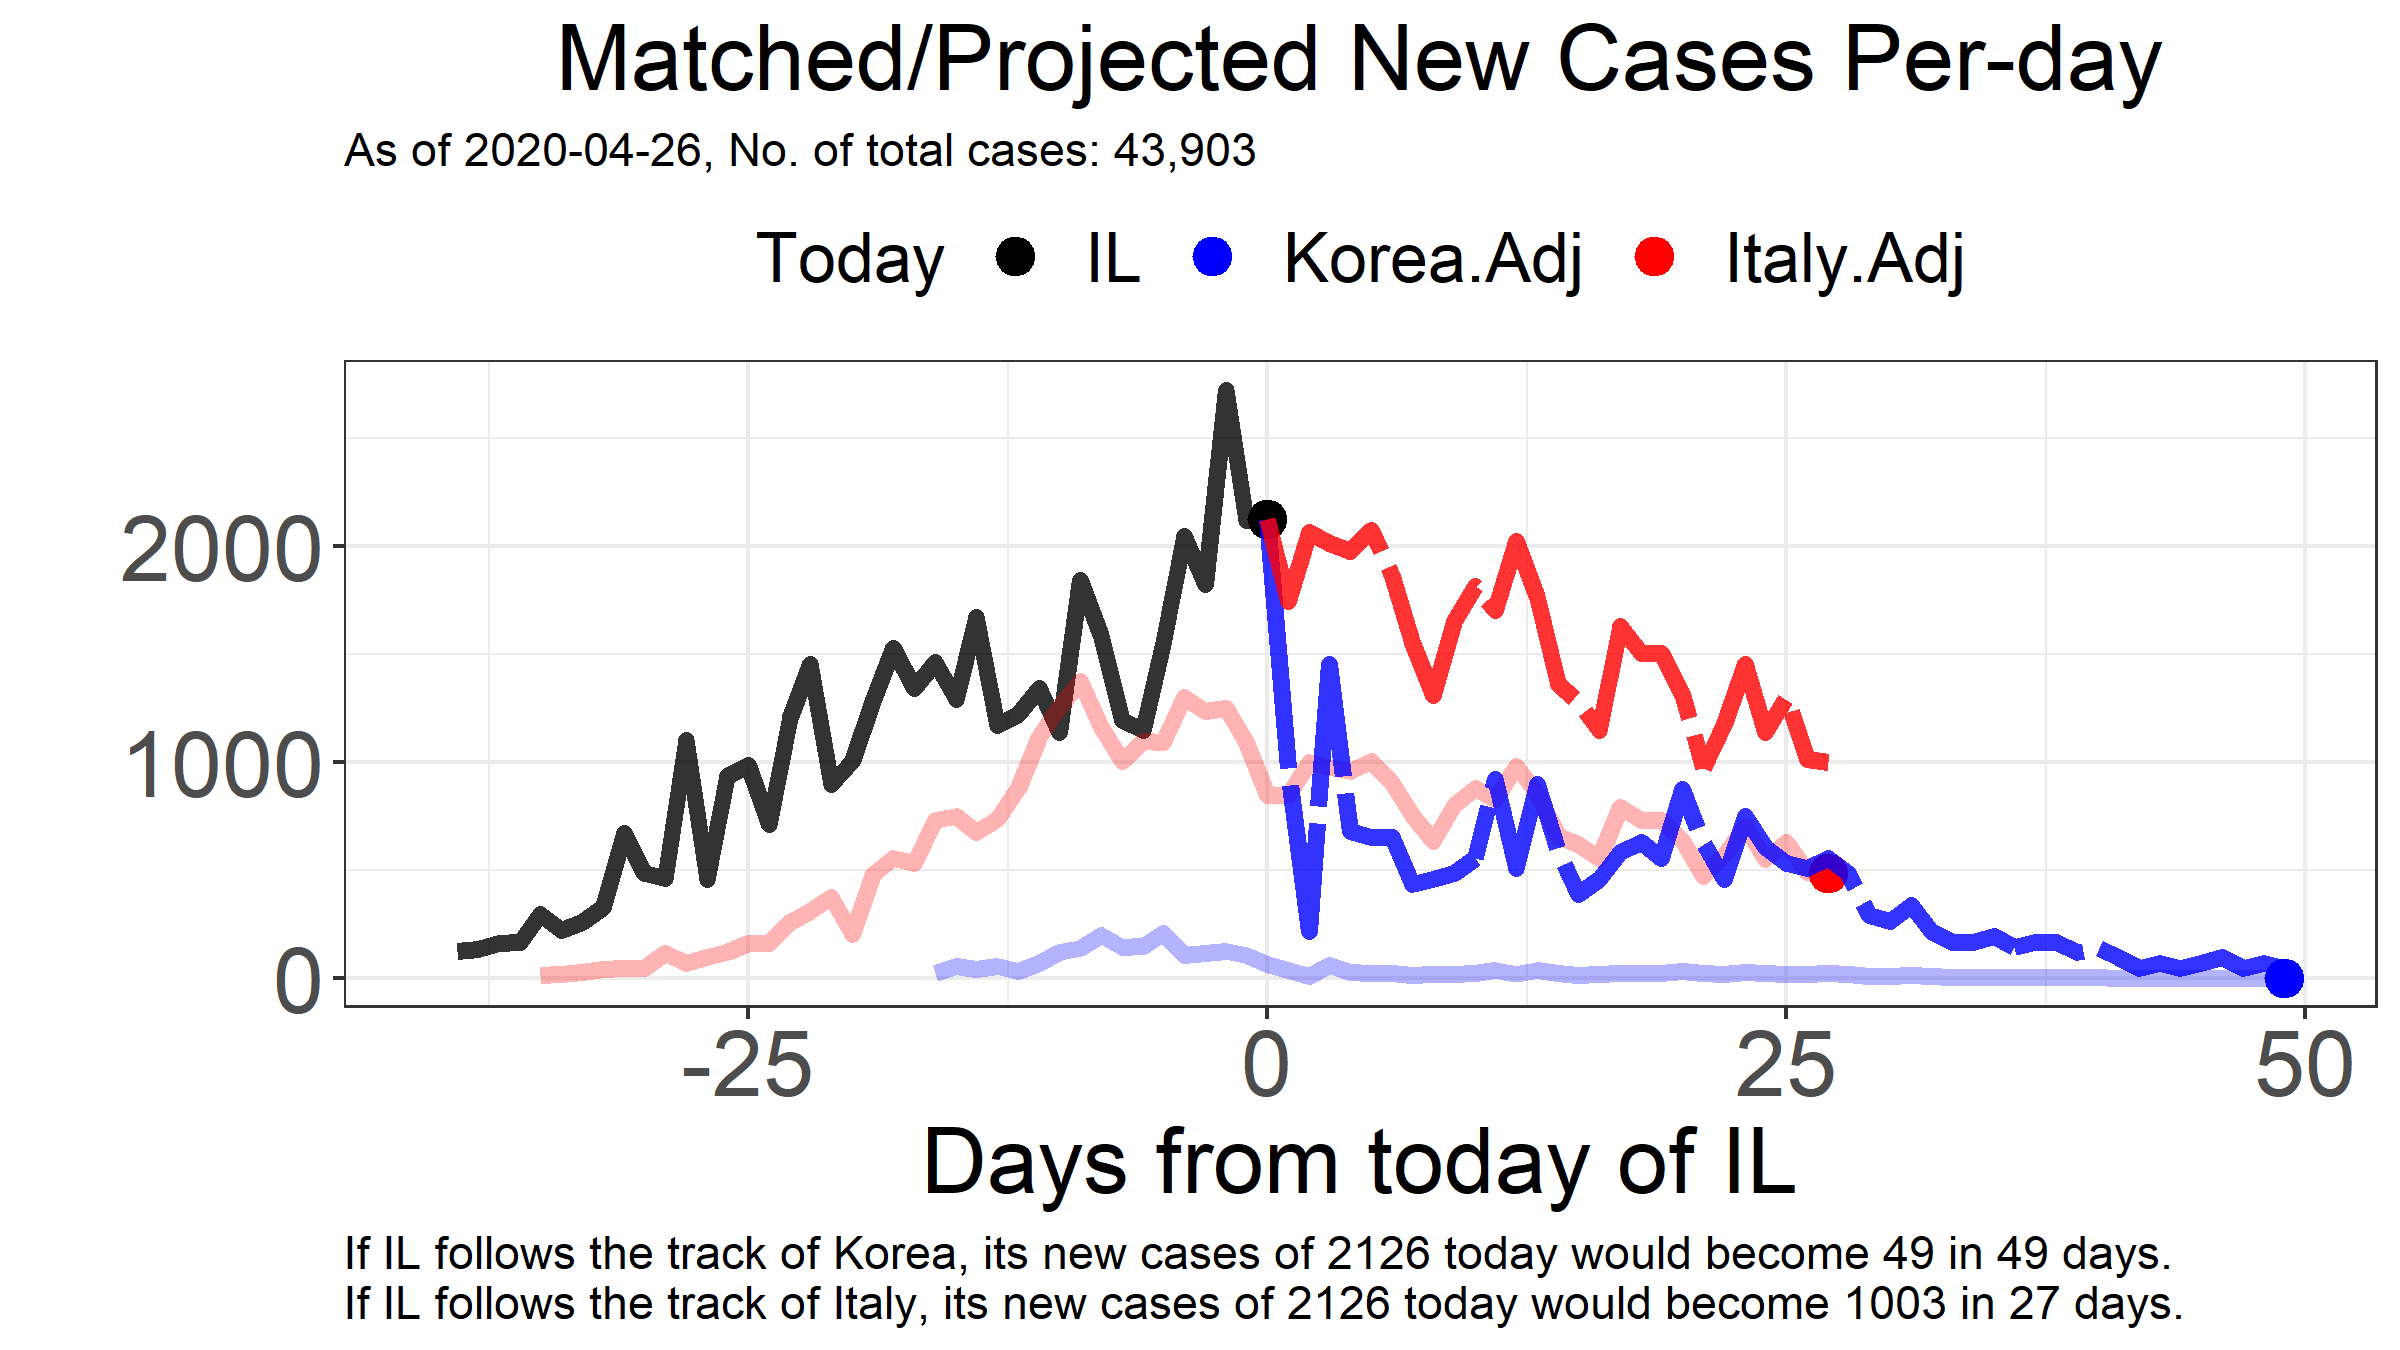 Matched/Projected New Cases Per-day
As of 2020-04-26, No. of total cases: 43,903
Today IL Korea.Adj Italy.Adj
2000
1000
0
-25 0 25 50
Days from today of IL
If IL follows the track of Korea, its new cases of 2126 today would become 49 in 49 days.
If IL follows the track of Italy, its new cases of 2126 today would become 1003 in 27 days.